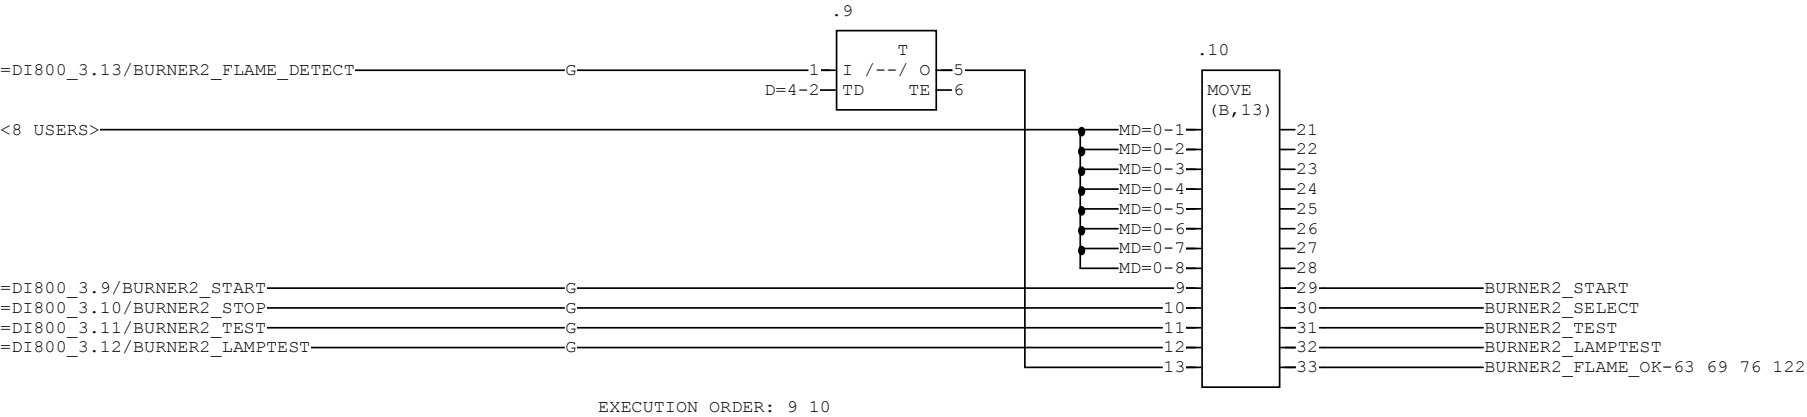 .9
T
.10
=DI800_3.13/BURNER2_FLAME_DETECT G 1 I /--/ O 5
D=4-2 TD TE 6
MOVE
(B,13)
<8 USERS> MD=0-1 21
MD=0-2 22
MD=0-3 23
MD=0-4 24
MD=0-5 25
MD=0-6 26
MD=0-7 27
MD=0-8 28
=DI800_3.9/BURNER2_START G 9 29 BURNER2_START
=DI800_3.10/BURNER2_STOP G 10 30 BURNER2_SELECT
=DI800_3.11/BURNER2_TEST G 11 31 BURNER2_TEST
=DI800_3.12/BURNER2_LAMPTEST G 12 32 BURNER2_LAMPTEST
13 33 BURNER2_FLAME_OK-63 69 76 122
EXECUTION ORDER: 9 10